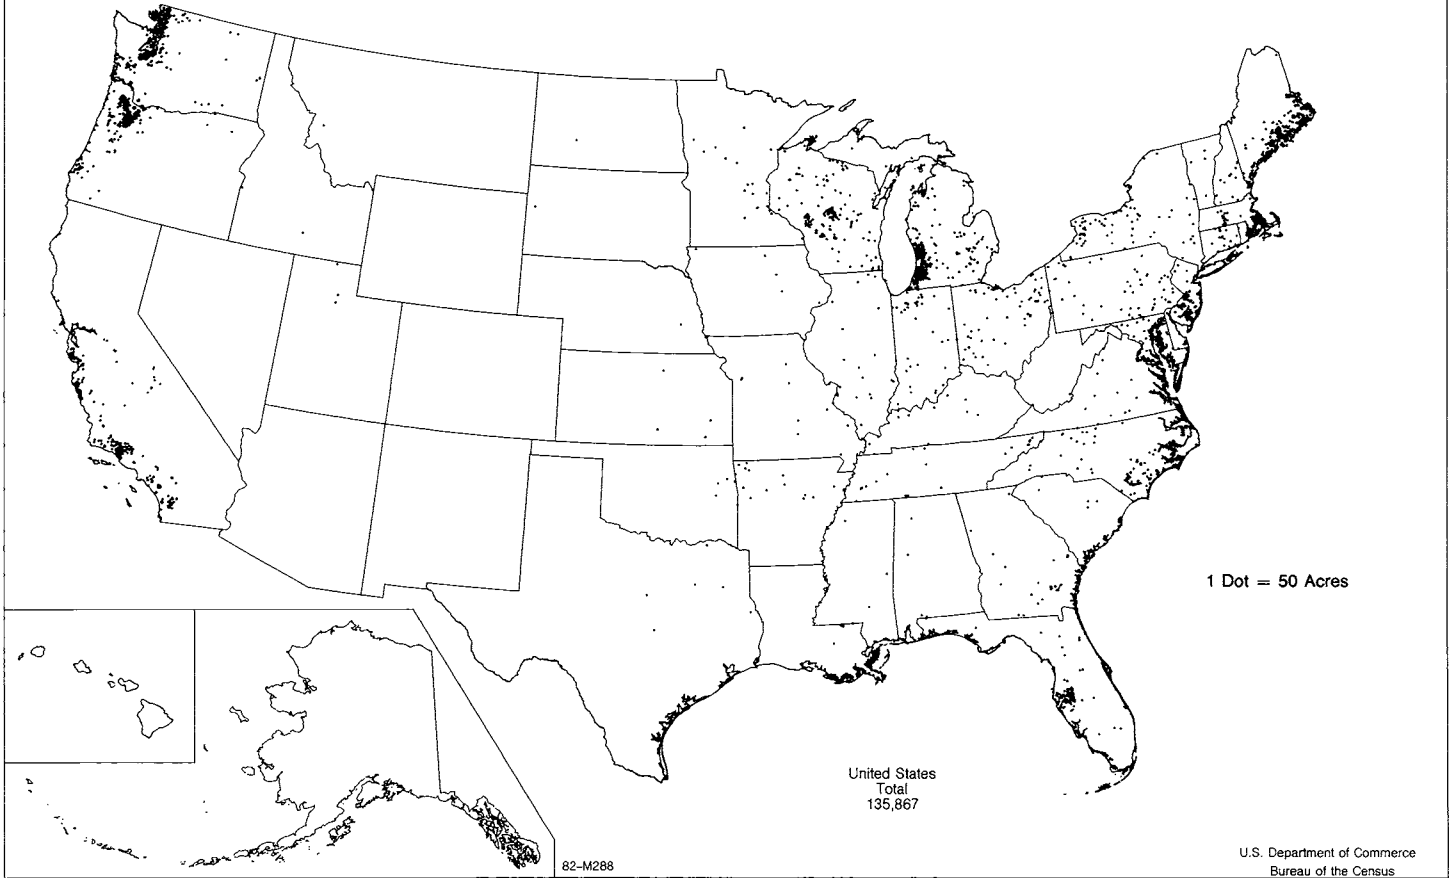 1 Dot = 50 Acres
United States
Total
135,867
82-M288
U.S. Department of Commerce
Bureau of the Census